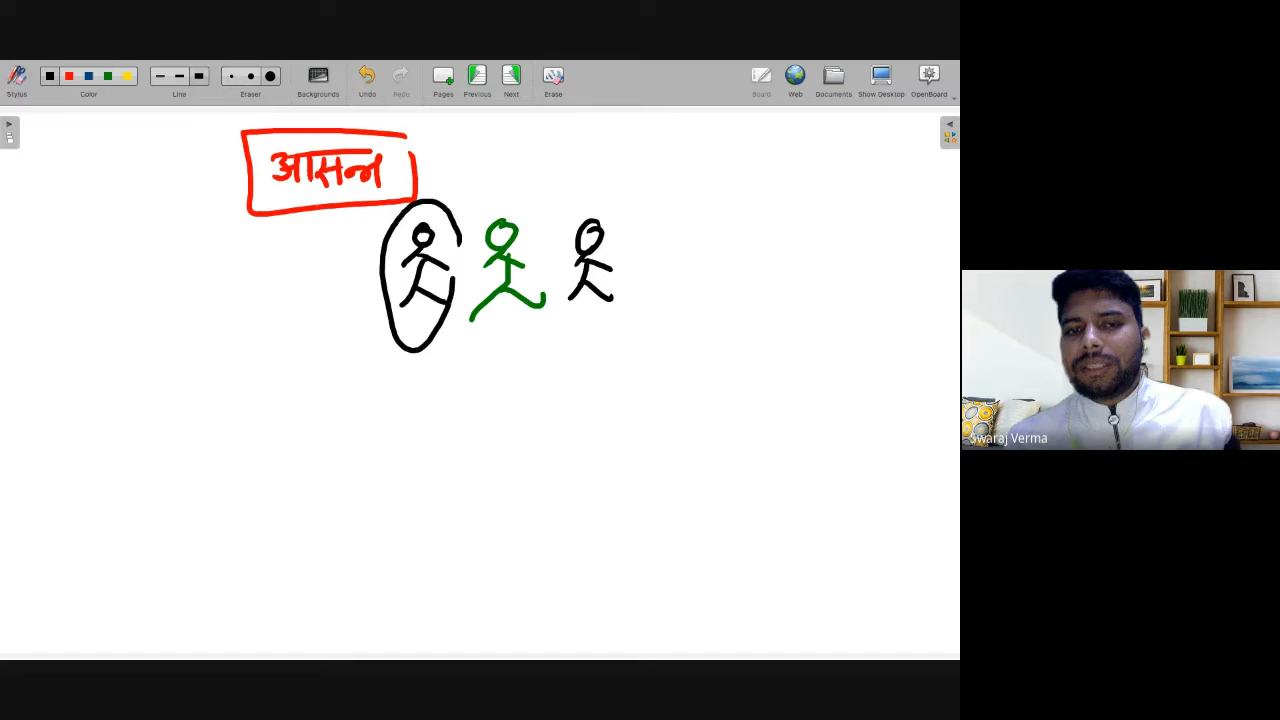 Stylus Color Line Eraser Backgrounds Undo Redo Pages Previous Next Erase Board Web Documents Show Desktop OpenBoard
आसन्न
Swaraj Verma